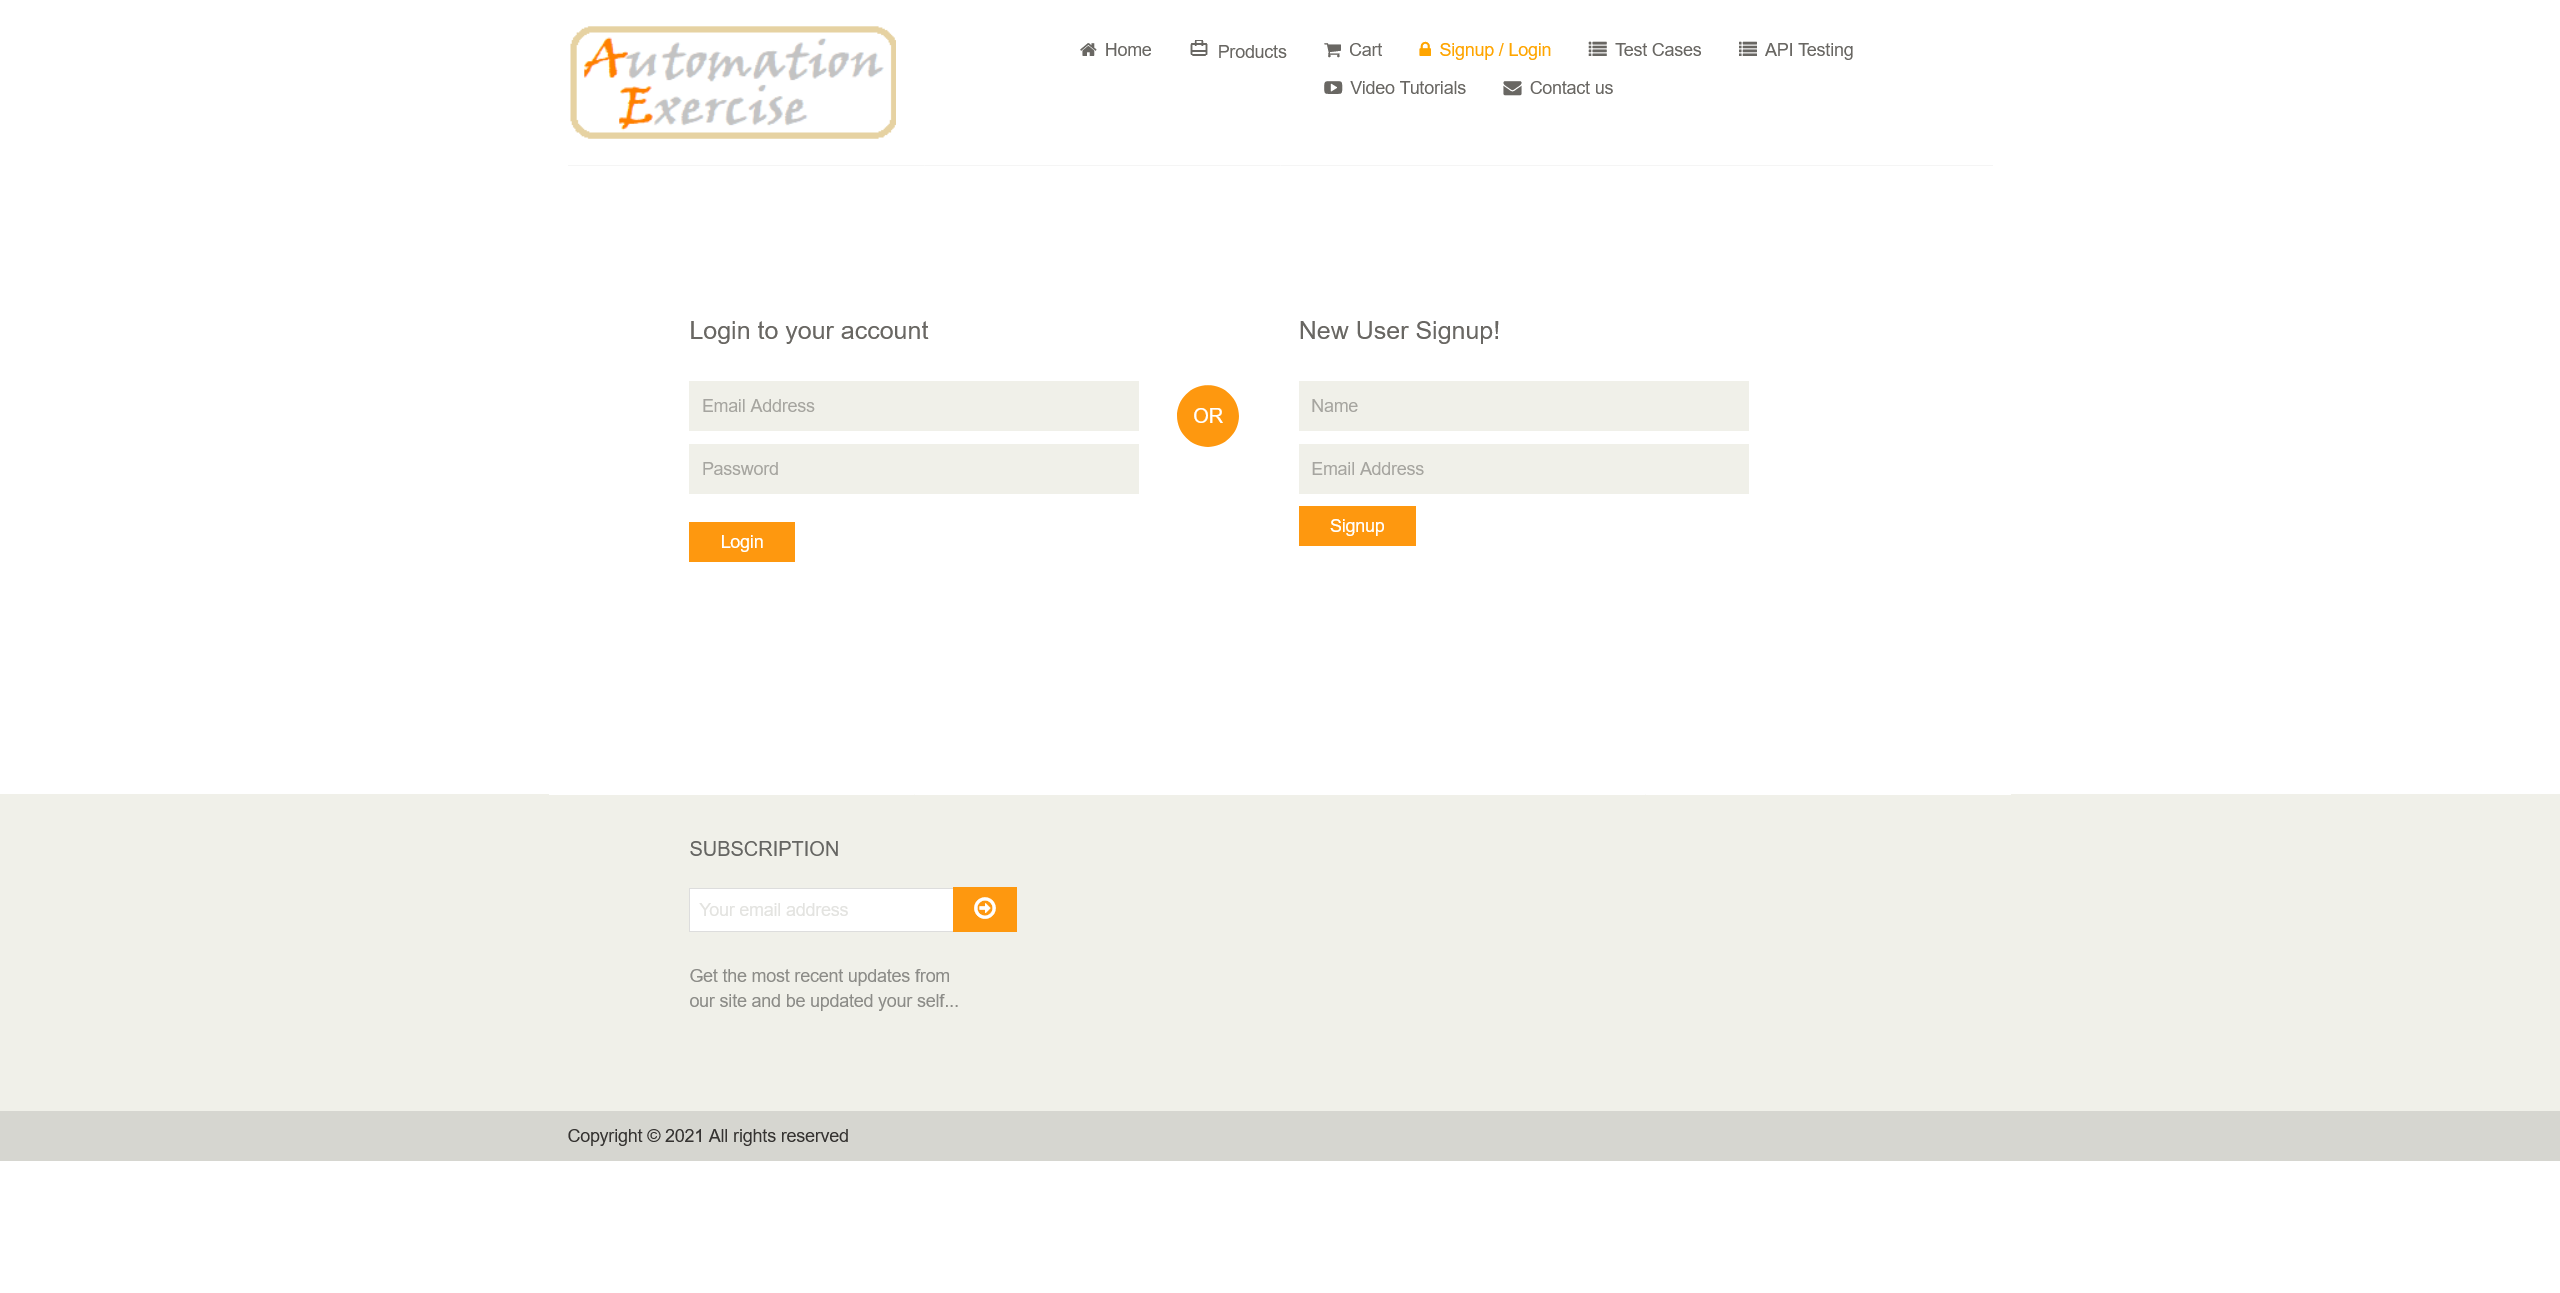 Automation
Exercise
Home Products Cart Signup / Login Test Cases API Testing
Video Tutorials Contact us
Login to your account
Email Address
Password
Login
OR
New User Signup!
Name
Email Address
Signup
SUBSCRIPTION
Your email address
Get the most recent updates from
our site and be updated your self...
Copyright © 2021 All rights reserved